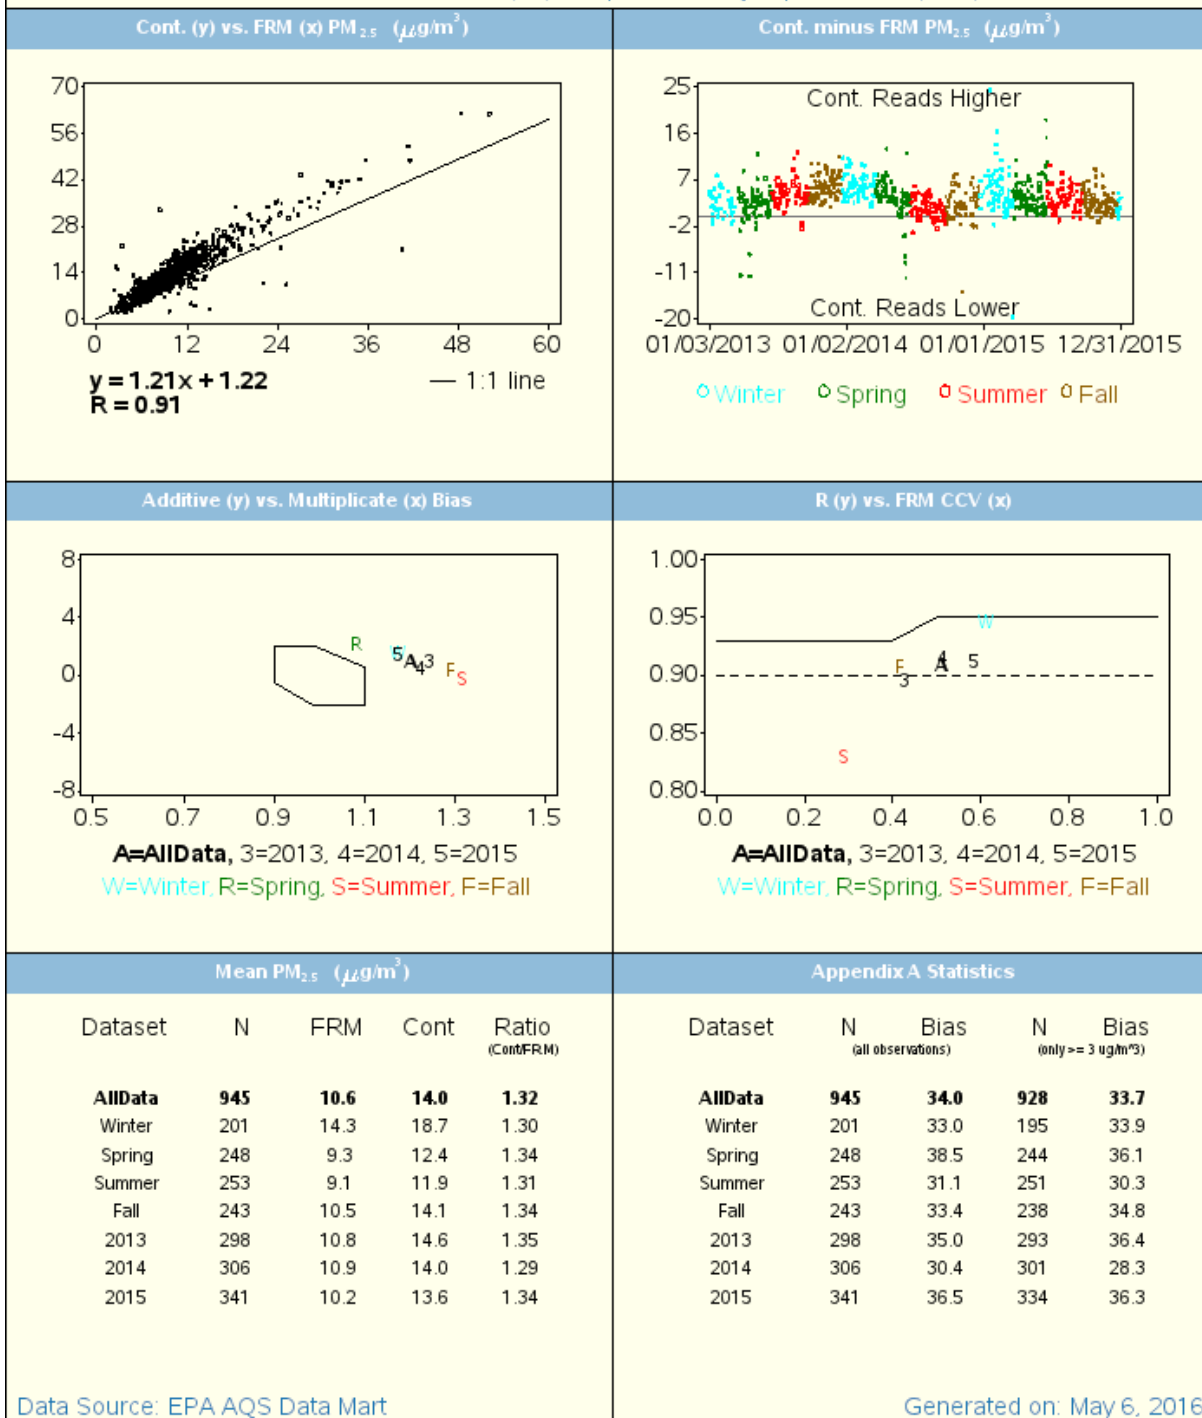 Cont. (y) vs. FRM (x) PM2.5 (μg/m³)
70
56
42
28
14
0
0 12 24 36 48 60
y = 1.21x + 1.22
R = 0.91
— 1:1 line
Cont. minus FRM PM2.5 (μg/m³)
25
16
7
-2
-11
-20
Cont. Reads Higher
Cont. Reads Lower
01/03/2013 01/02/2014 01/01/2015 12/31/2015
Winter Spring Summer Fall
Additive (y) vs. Multiplicate (x) Bias
8
4
0
-4
-8
R
W
5 A 4 3
F
S
0.5 0.7 0.9 1.1 1.3 1.5
A=AllData, 3=2013, 4=2014, 5=2015
W=Winter, R=Spring, S=Summer, F=Fall
R (y) vs. FRM CCV (x)
1.00
0.95
0.90
0.85
0.80
W
4
A
5
F
3
S
0.0 0.2 0.4 0.6 0.8 1.0
A=AllData, 3=2013, 4=2014, 5=2015
W=Winter, R=Spring, S=Summer, F=Fall
Mean PM2.5 (μg/m³)
Dataset N FRM Cont Ratio
(Cont/FRM)
AllData 945 10.6 14.0 1.32
Winter 201 14.3 18.7 1.30
Spring 248 9.3 12.4 1.34
Summer 253 9.1 11.9 1.31
Fall 243 10.5 14.1 1.34
2013 298 10.8 14.6 1.35
2014 306 10.9 14.0 1.29
2015 341 10.2 13.6 1.34
Appendix A Statistics
Dataset N Bias N Bias
(all observations) (only >= 3 ug/m^3)
AllData 945 34.0 928 33.7
Winter 201 33.0 195 33.9
Spring 248 38.5 244 36.1
Summer 253 31.1 251 30.3
Fall 243 33.4 238 34.8
2013 298 35.0 293 36.4
2014 306 30.4 301 28.3
2015 341 36.5 334 36.3
Data Source: EPA AQS Data Mart
Generated on: May 6, 2016